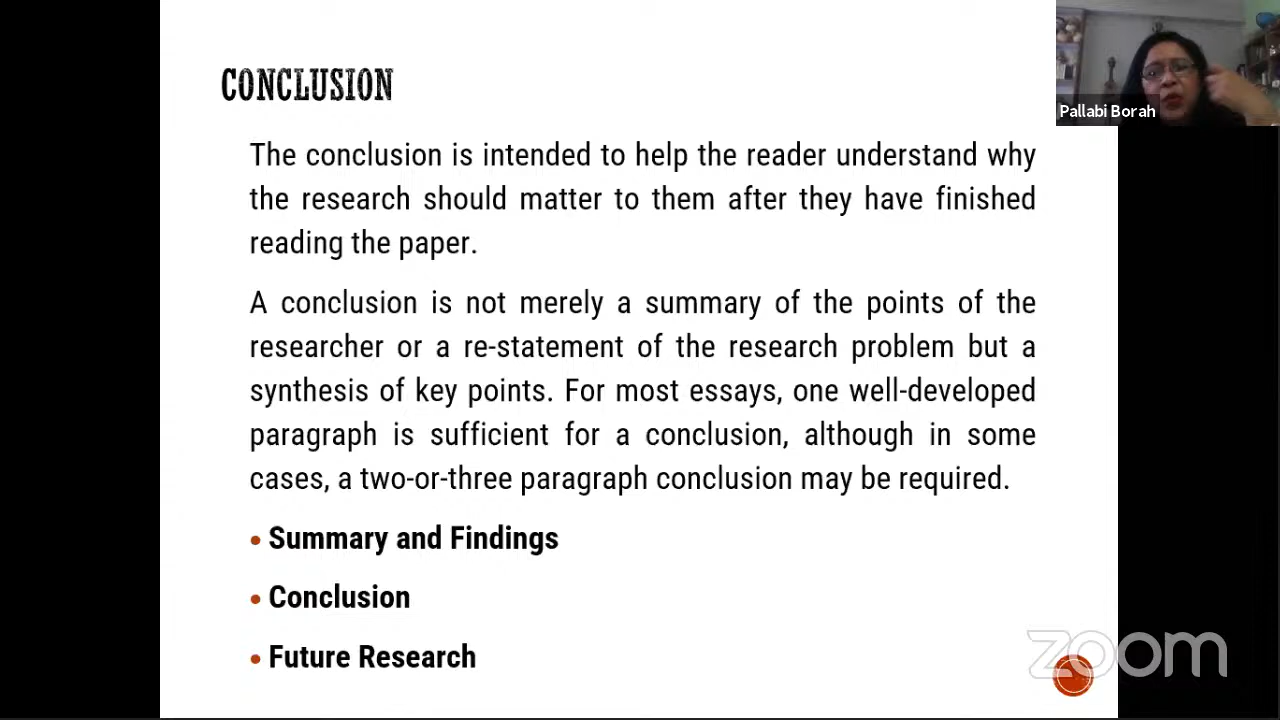 CONCLUSION
Pallabi Borah
The conclusion is intended to help the reader understand why
the research should matter to them after they have finished
reading the paper.
A conclusion is not merely a summary of the points of the
researcher or a re-statement of the research problem but a
synthesis of key points. For most essays, one well-developed
paragraph is sufficient for a conclusion, although in some
cases, a two-or-three paragraph conclusion may be required.
• Summary and Findings
• Conclusion
• Future Research
zoom